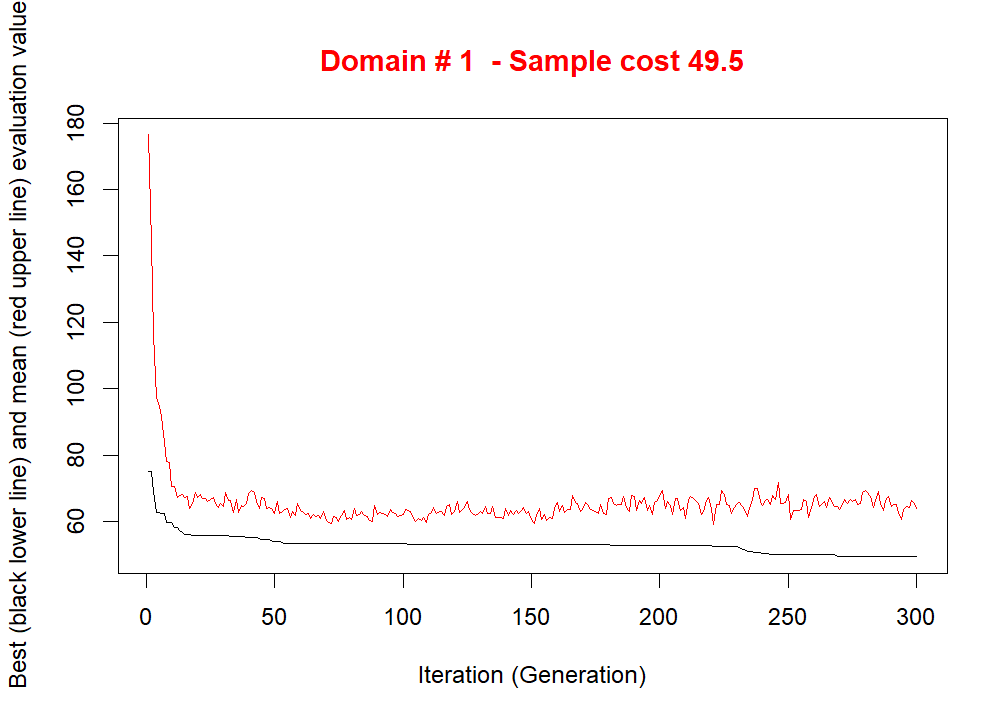 Domain # 1  - Sample cost 49.5
Best (black lower line) and mean (red upper line) evaluation value
180
160
140
120
100
80
60
0 50 100 150 200 250 300
Iteration (Generation)